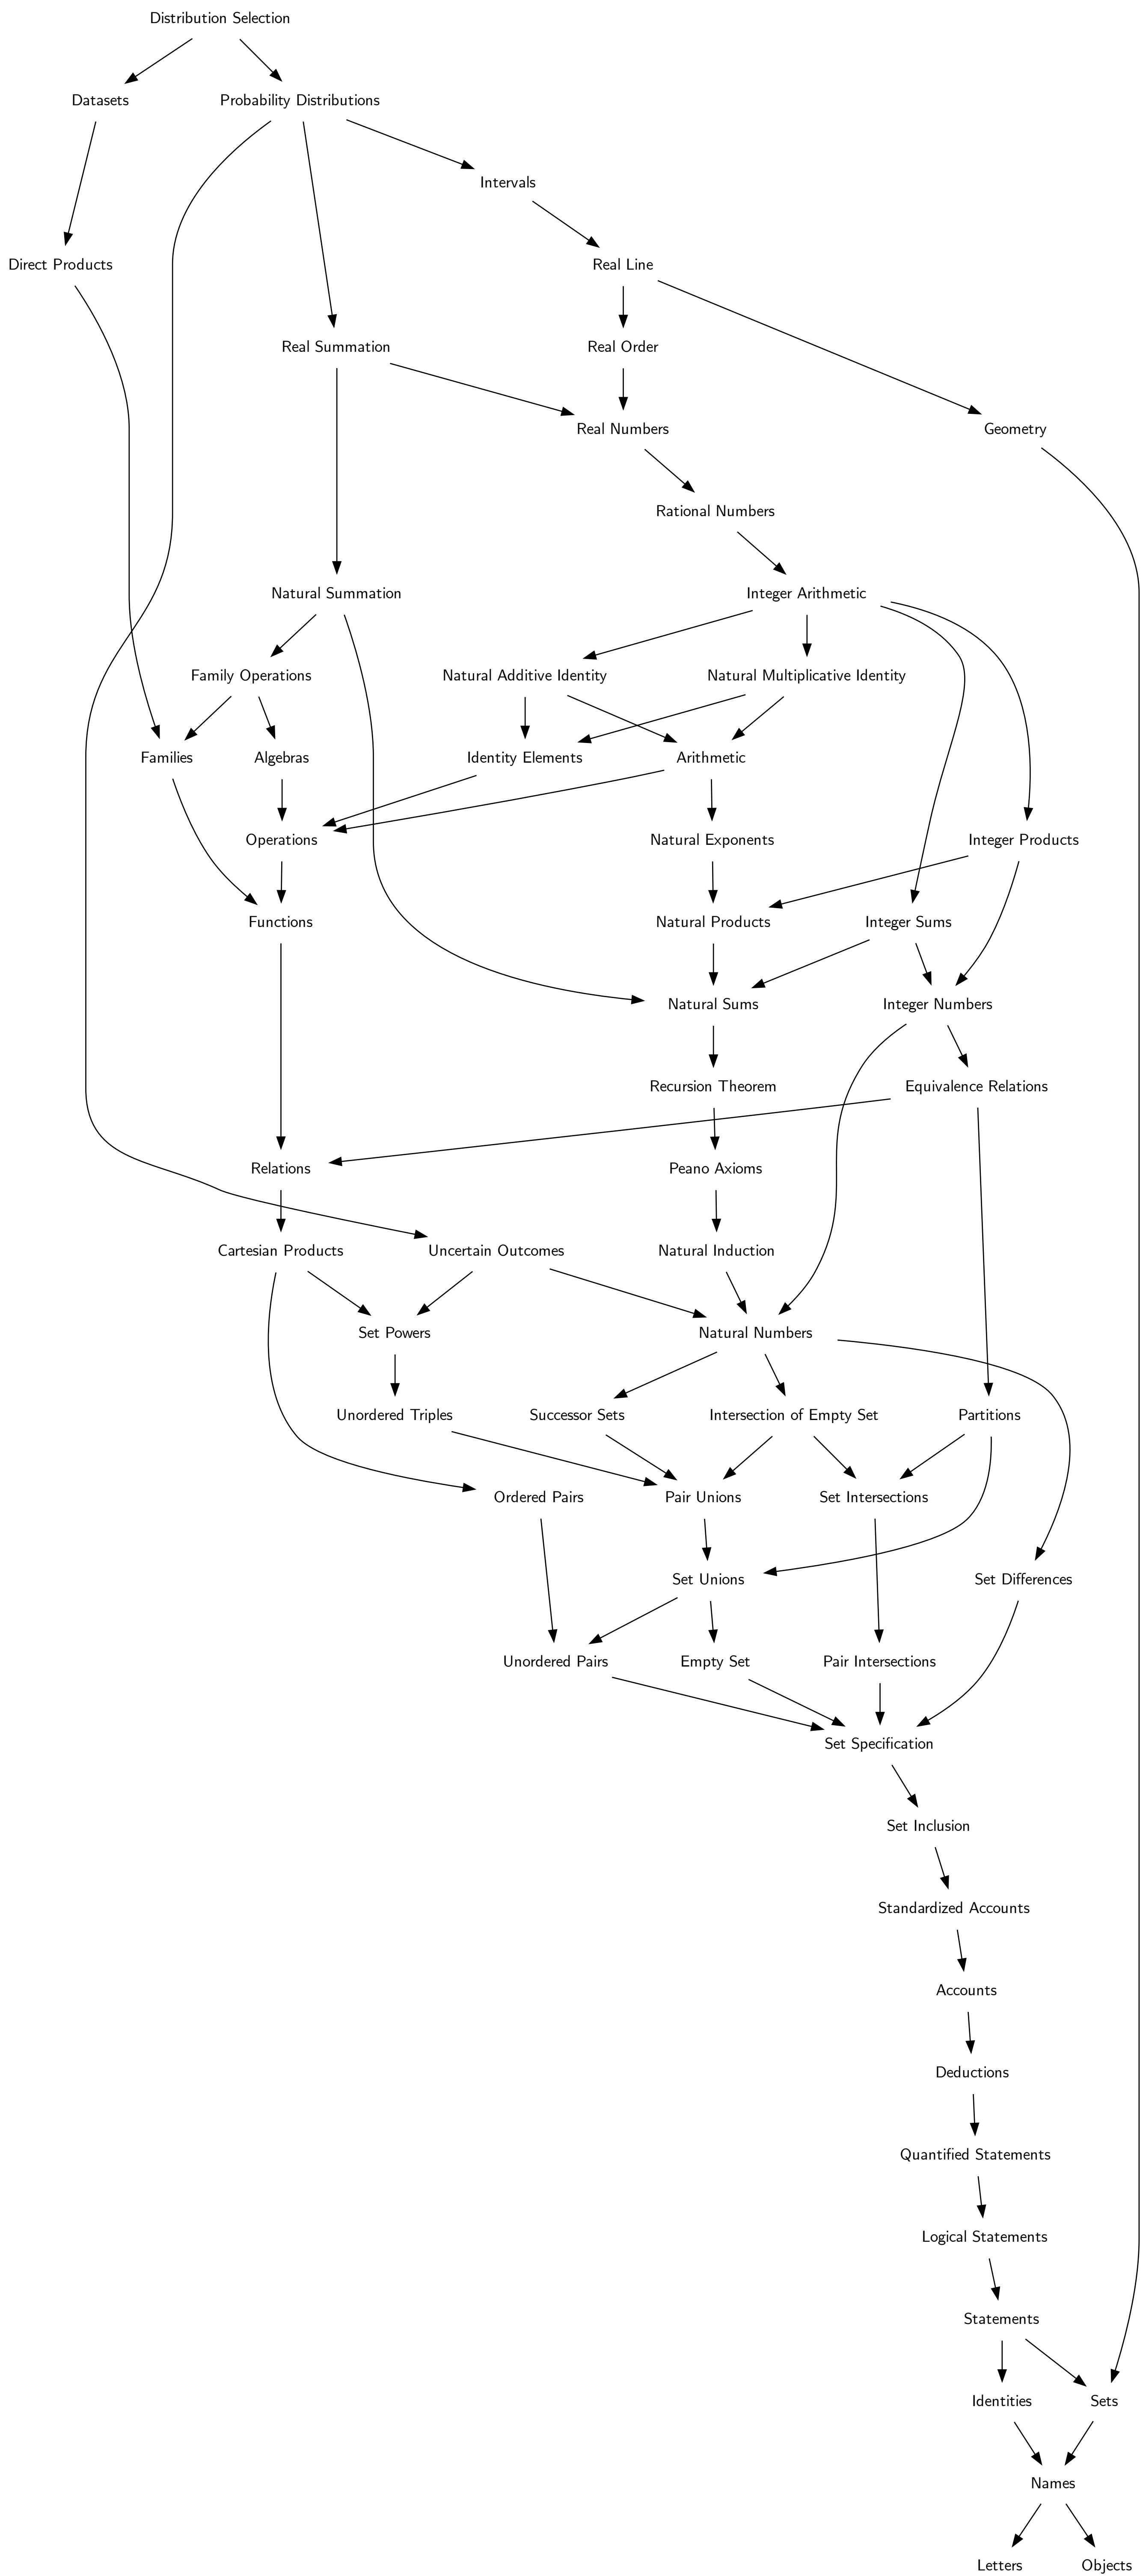 Distribution Selection
Datasets
Probability Distributions
Intervals
Direct Products
Real Line
Real Summation
Real Order
Real Numbers
Geometry
Rational Numbers
Natural Summation
Integer Arithmetic
Family Operations
Natural Additive Identity
Natural Multiplicative Identity
Families
Algebras
Identity Elements
Arithmetic
Operations
Natural Exponents
Integer Products
Functions
Natural Products
Integer Sums
Natural Sums
Integer Numbers
Recursion Theorem
Equivalence Relations
Relations
Peano Axioms
Cartesian Products
Uncertain Outcomes
Natural Induction
Set Powers
Natural Numbers
Unordered Triples
Successor Sets
Intersection of Empty Set
Partitions
Ordered Pairs
Pair Unions
Set Intersections
Set Unions
Set Differences
Unordered Pairs
Empty Set
Pair Intersections
Set Specification
Set Inclusion
Standardized Accounts
Accounts
Deductions
Quantified Statements
Logical Statements
Statements
Identities
Sets
Names
Letters
Objects